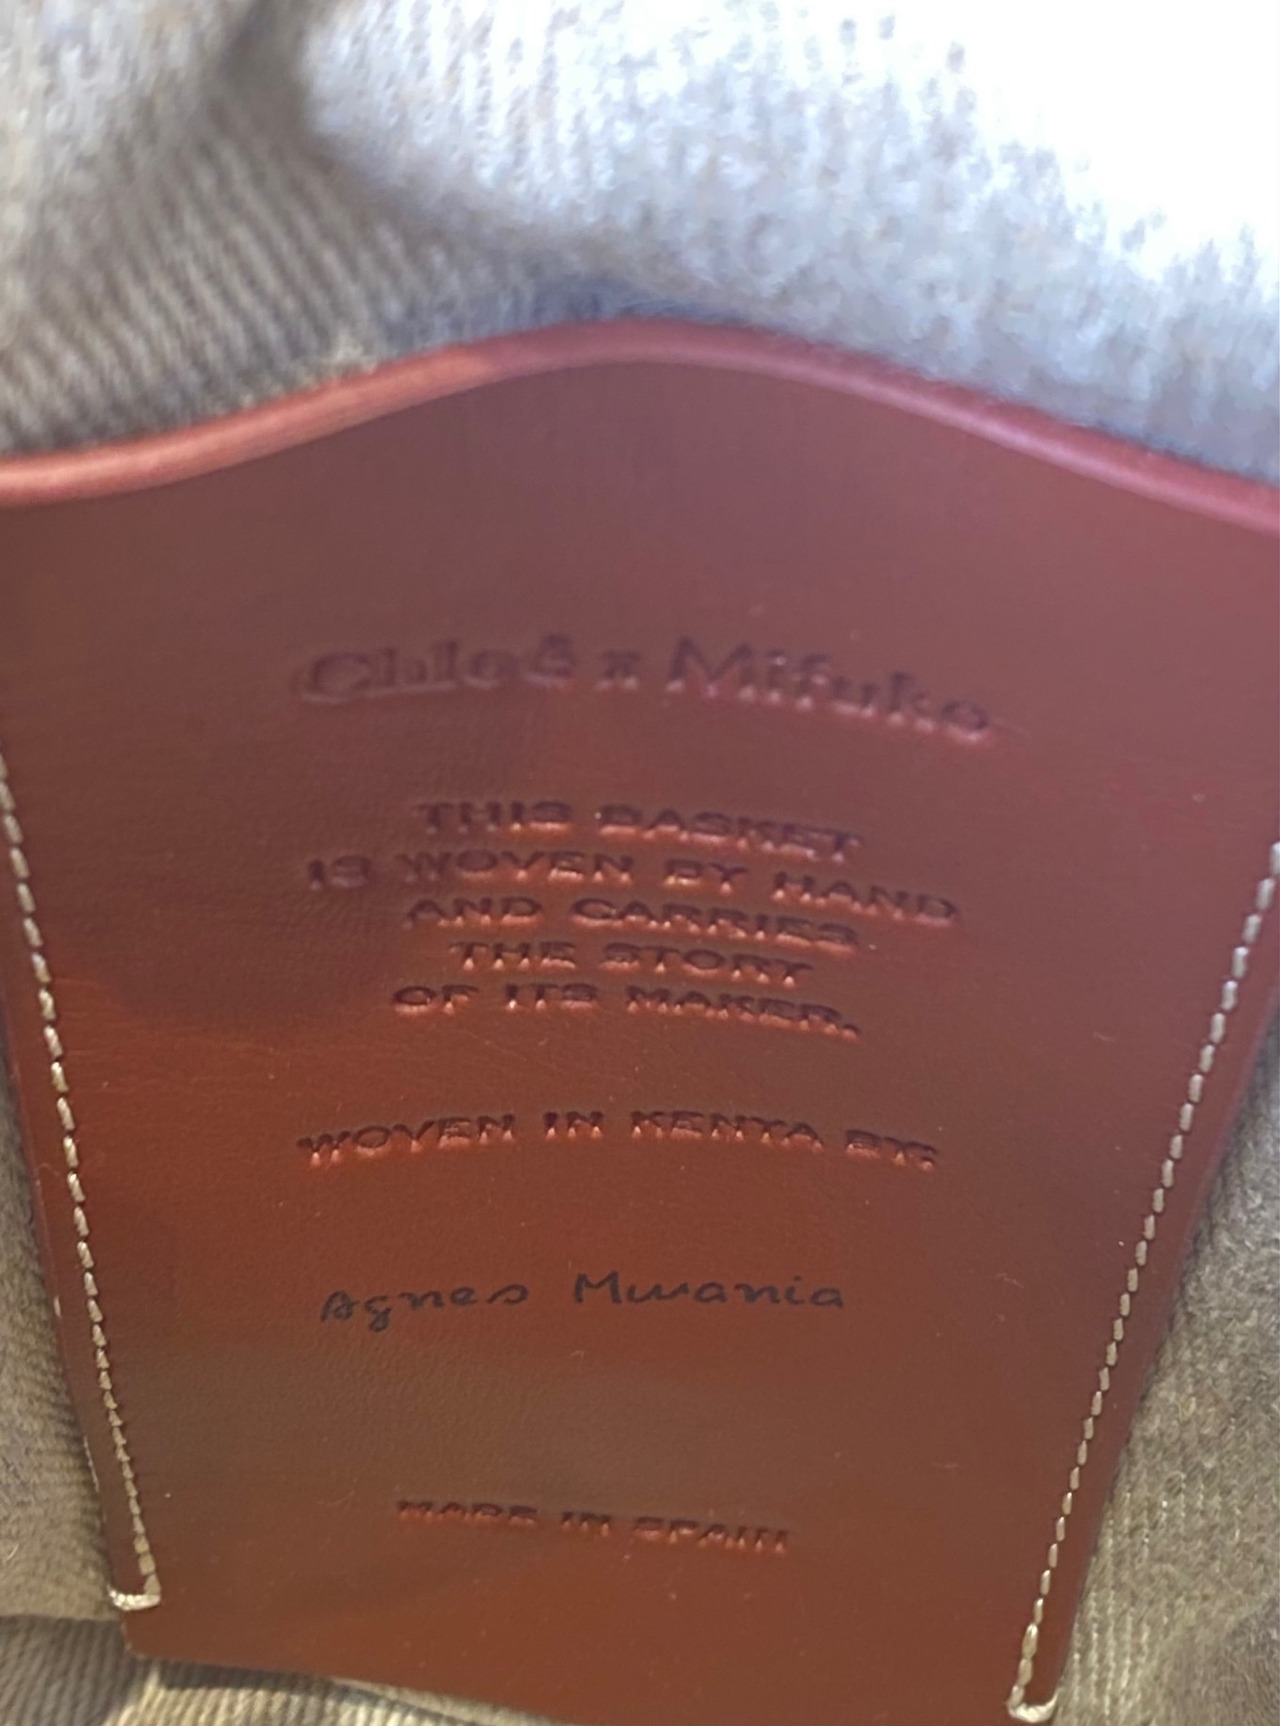 Chloé x Mifuko
THIS BASKET
IS WOVEN BY HAND
AND CARRIES
THE STORY
OF ITS MAKER.
WOVEN IN KENYA BY:
Agnes Mwania
MADE IN SPAIN